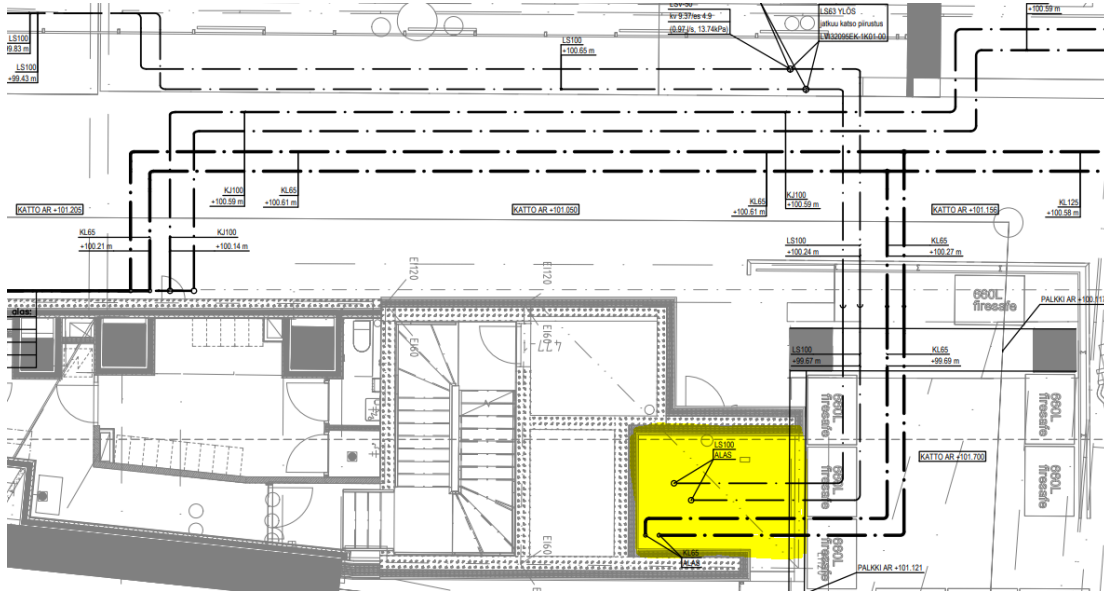 LS100
+99.83 m
LS100
+99.43 m
kv 9.37/es 4.9
(0.97 l/s, 13.74kPa)
LS63 YLÖS
jatkuu katso piirustus
LS100
+100.65 m
+100.59 m
KJ100
+100.59 m
KL65
+100.61 m
KL65
+100.61 m
KJ100
+100.59 m
KL125
+100.58 m
KATTO AR +101.205
KATTO AR +101.050
KATTO AR +101.156
KL65
+100.21 m
KJ100
+100.14 m
LS100
+100.24 m
KL65
+100.27 m
EI120
EI120
660L
firesafe
PALKKI AR +100.117
alas:
EI60
EI60
477
LS100
+99.67 m
KL65
+99.69 m
660L
firesafe
660L
firesafe
LS100
ALAS
KATTO AR +101.700
660L
firesafe
660L
firesafe
KL65
ALAS
EI60
660L
firesafe
PALKKI AR +101.121